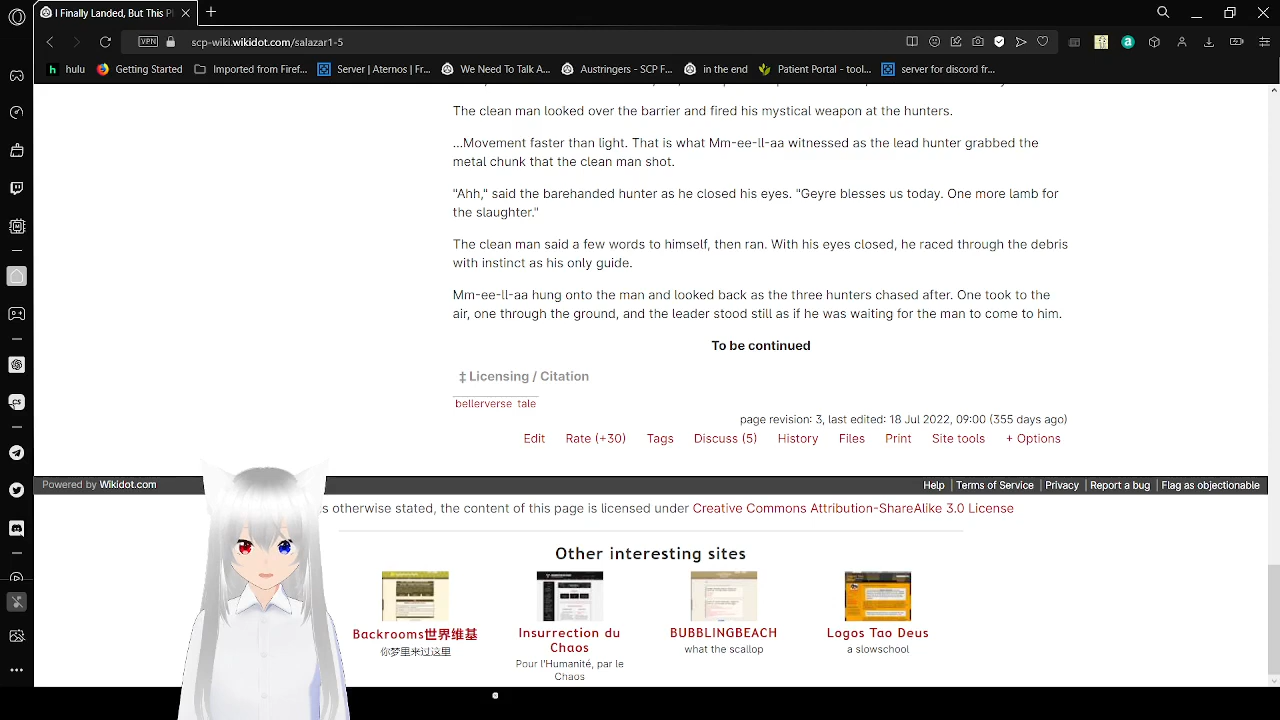 I Finally Landed, But This Pl
VPN
scp-wiki.wikidot.com/salazar1-5
hulu
Getting Started
Imported from Firef...
Server | Aternos | Fr...
We Need To Talk A...
Austringers - SCP F...
in the end
Patient Portal - tool...
server for discord fr...
The clean man looked over the barrier and fired his mystical weapon at the hunters.
...Movement faster than light. That is what Mm-ee-ll-aa witnessed as the lead hunter grabbed the
metal chunk that the clean man shot.
"Ahh," said the barehanded hunter as he closed his eyes. "Geyre blesses us today. One more lamb for
the slaughter."
The clean man said a few words to himself, then ran. With his eyes closed, he raced through the debris
with instinct as his only guide.
Mm-ee-ll-aa hung onto the man and looked back as the three hunters chased after. One took to the
air, one through the ground, and the leader stood still as if he was waiting for the man to come to him.
To be continued
‡ Licensing / Citation
bellerverse tale
page revision: 3, last edited: 18 Jul 2022, 09:00 (355 days ago)
Edit Rate (+30) Tags Discuss (5) History Files Print Site tools + Options
Powered by Wikidot.com
Help | Terms of Service | Privacy | Report a bug | Flag as objectionable
s otherwise stated, the content of this page is licensed under Creative Commons Attribution-ShareAlike 3.0 License
Other interesting sites
Backrooms世界维基
你梦里来过这里
Insurrection du
Chaos
Pour l'Humanité, par le
Chaos
BUBBLINGBEACH
what the scallop
Logos Tao Deus
a slowschool